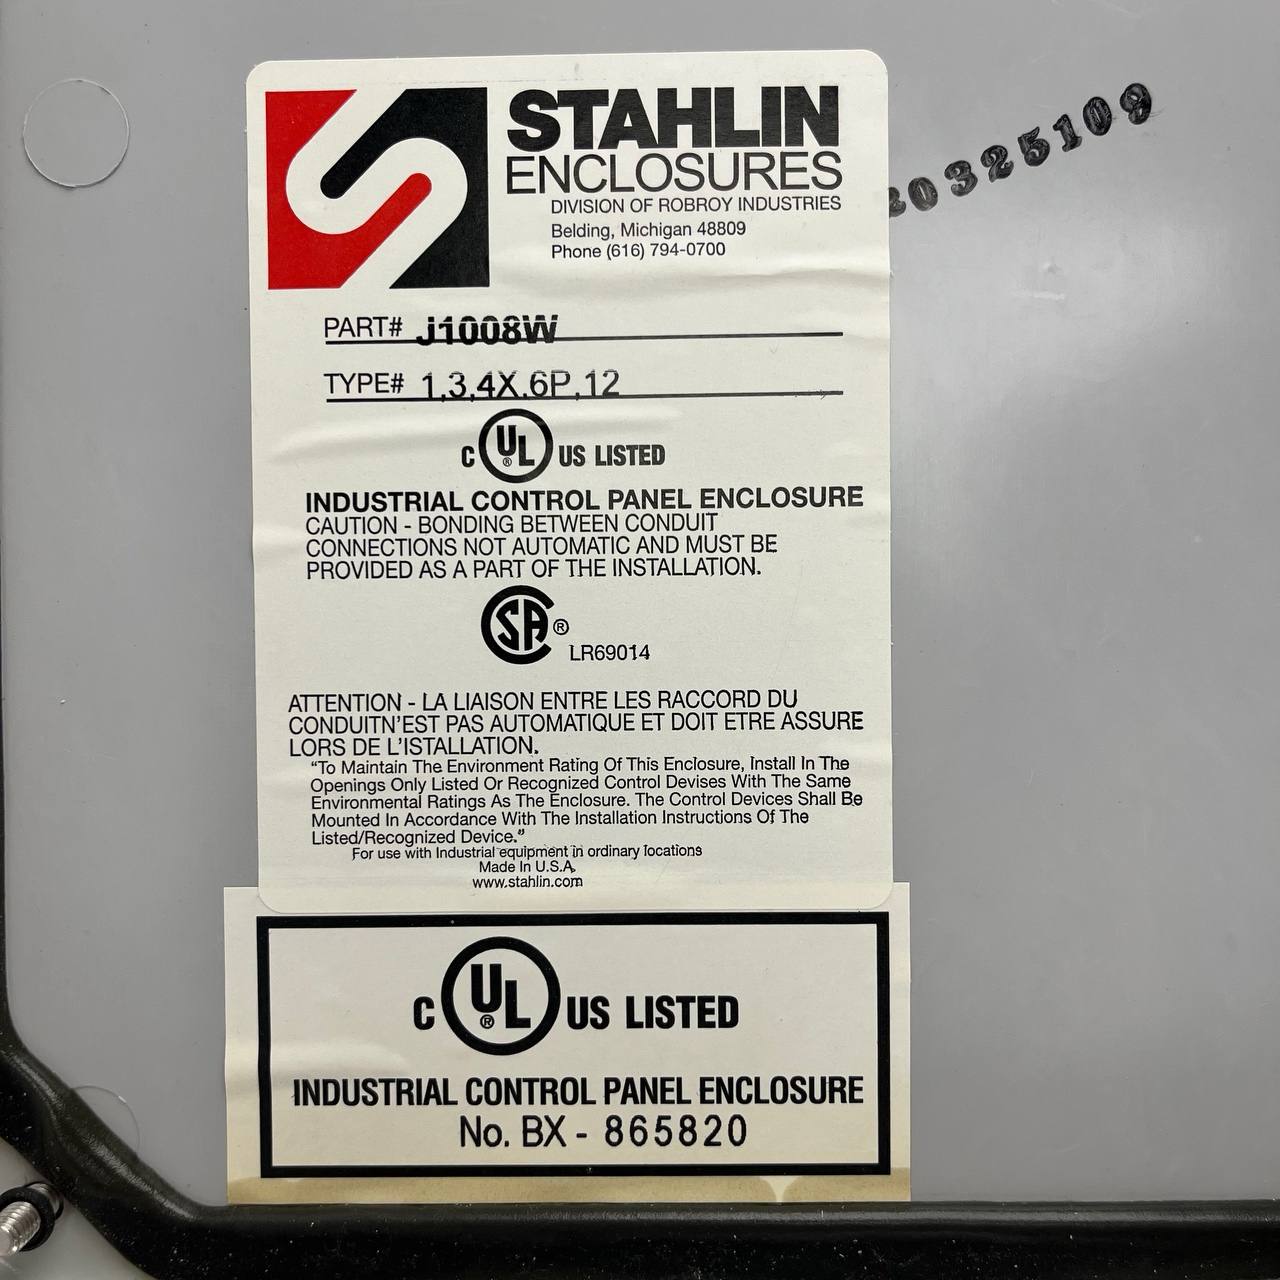 STAHLIN
ENCLOSURES
DIVISION OF ROBROY INDUSTRIES
Belding, Michigan 48809
Phone (616) 794-0700
0325109
PART# J1008W
TYPE# 1,3,4X,6P,12
C UL ® US LISTED
INDUSTRIAL CONTROL PANEL ENCLOSURE
CAUTION - BONDING BETWEEN CONDUIT
CONNECTIONS NOT AUTOMATIC AND MUST BE
PROVIDED AS A PART OF THE INSTALLATION.
SA ®
LR69014
ATTENTION - LA LIAISON ENTRE LES RACCORD DU
CONDUITN'EST PAS AUTOMATIQUE ET DOIT ETRE ASSURE
LORS DE L'ISTALLATION.
“To Maintain The Environment Rating Of This Enclosure, Install In The
Openings Only Listed Or Recognized Control Devises With The Same
Environmental Ratings As The Enclosure. The Control Devices Shall Be
Mounted In Accordance With The Installation Instructions Of The
Listed/Recognized Device.”
For use with Industrial equipment in ordinary locations
Made In U.S.A.
www.stahlin.com
C UL ® US LISTED
INDUSTRIAL CONTROL PANEL ENCLOSURE
No. BX - 865820